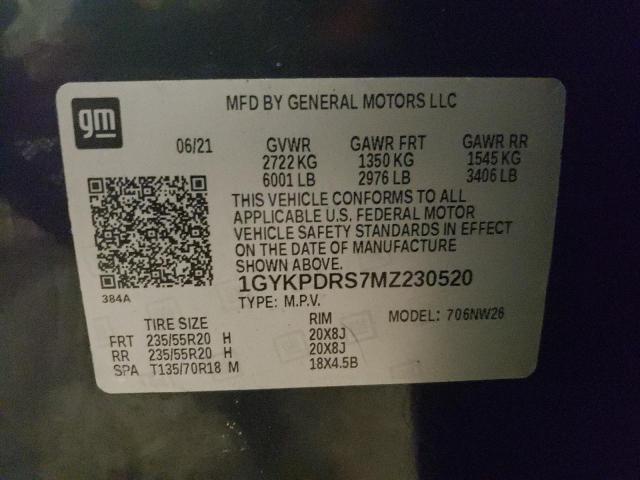 gm
MFD BY GENERAL MOTORS LLC
06/21 GVWR GAWR FRT GAWR RR
2722 KG 1350 KG 1545 KG
6001 LB 2976 LB 3406 LB
THIS VEHICLE CONFORMS TO ALL
APPLICABLE U.S. FEDERAL MOTOR
VEHICLE SAFETY STANDARDS IN EFFECT
ON THE DATE OF MANUFACTURE
SHOWN ABOVE.
1GYKPDRS7MZ230520
384A
TYPE: M.P.V.
MODEL: 706NW26
TIRE SIZE RIM
FRT 235/55R20 H 20X8J
RR 235/55R20 H 20X8J
SPA T135/70R18 M 18X4.5B